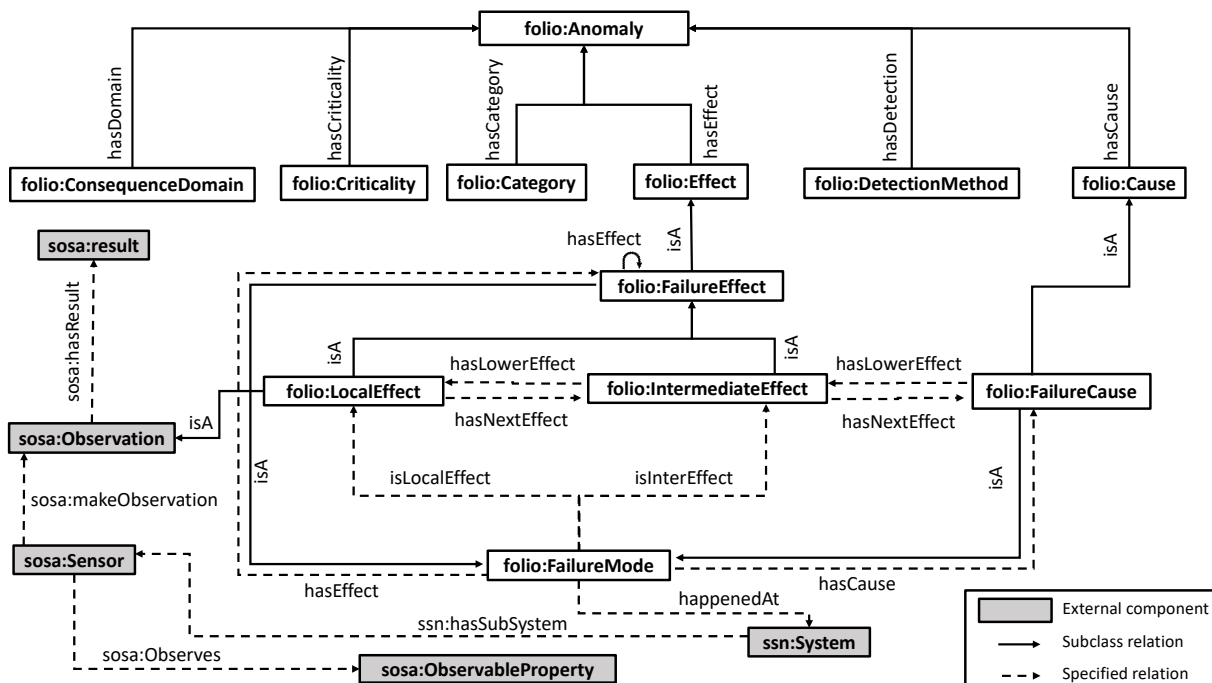 folio:Anomaly
hasDomain
hasCriticality
hasCategory
hasEffect
hasDetection
hasCause
folio:ConsequenceDomain
folio:Criticality
folio:Category
folio:Effect
folio:DetectionMethod
folio:Cause
sosa:result
hasEffect
isA
isA
folio:FailureEffect
sosa:hasResult
isA
isA
hasLowerEffect
hasLowerEffect
folio:LocalEffect
folio:IntermediateEffect
folio:FailureCause
hasNextEffect
hasNextEffect
sosa:Observation
isA
isA
isLocalEffect
isInterEffect
isA
sosa:makeObservation
sosa:Sensor
folio:FailureMode
hasEffect
hasCause
happenedAt
ssn:hasSubSystem
ssn:System
sosa:Observes
sosa:ObservableProperty
External component
Subclass relation
Specified relation